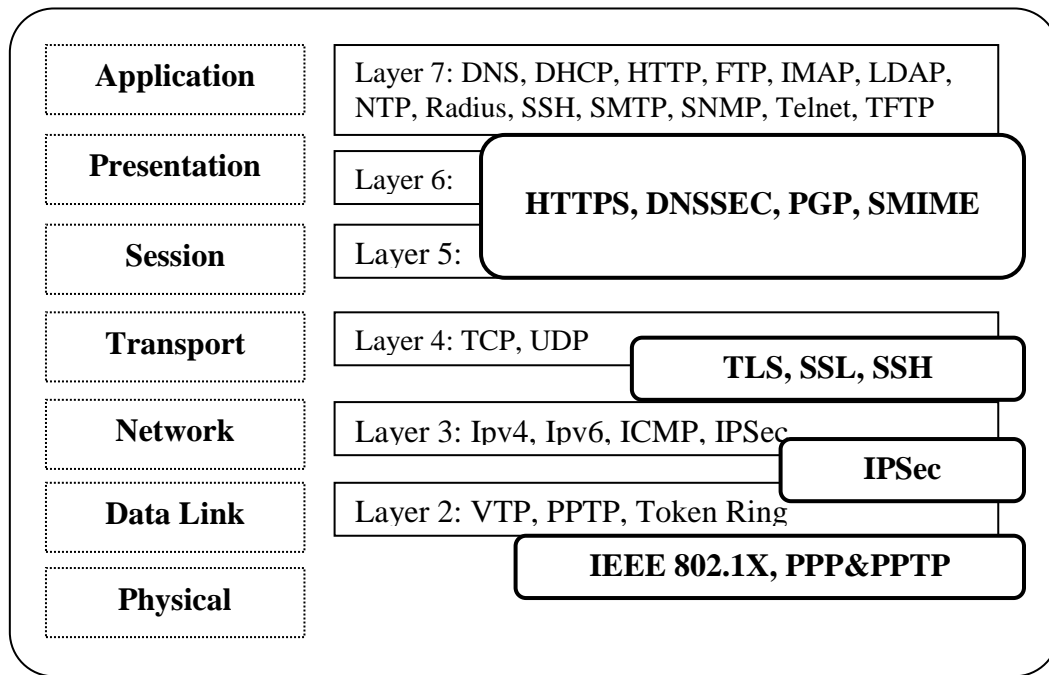 Application
Layer 7: DNS, DHCP, HTTP, FTP, IMAP, LDAP,
NTP, Radius, SSH, SMTP, SNMP, Telnet, TFTP
Presentation
Layer 6:
HTTPS, DNSSEC, PGP, SMIME
Session
Layer 5:
Transport
Layer 4: TCP, UDP
TLS, SSL, SSH
Network
Layer 3: Ipv4, Ipv6, ICMP, IPSec
IPSec
Data Link
Layer 2: VTP, PPTP, Token Ring
IEEE 802.1X, PPP&PPTP
Physical